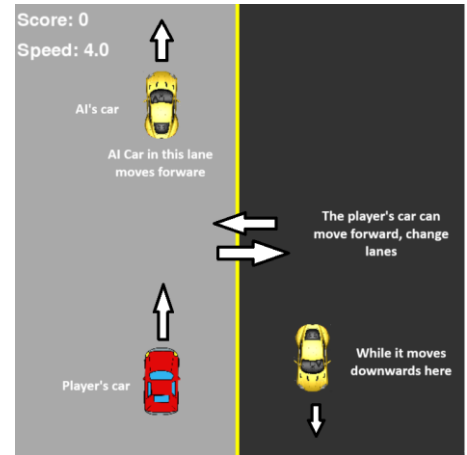 Score: 0
Speed: 4.0
AI's car
AI Car in this lane
moves forware
The player's car can
move forward, change
lanes
Player's car
While it moves
downwards here